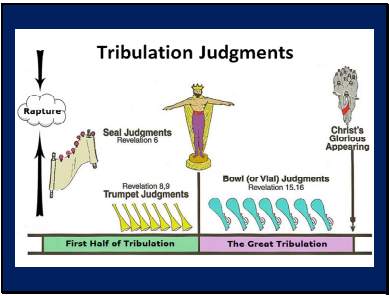 Tribulation Judgments
Rapture
Seal Judgments
Revelation 6
Christ's
Glorious
Appearing
Revelation 8,9
Trumpet Judgments
Bowl (or Vial) Judgments
Revelation 15,16
First Half of Tribulation
The Great Tribulation